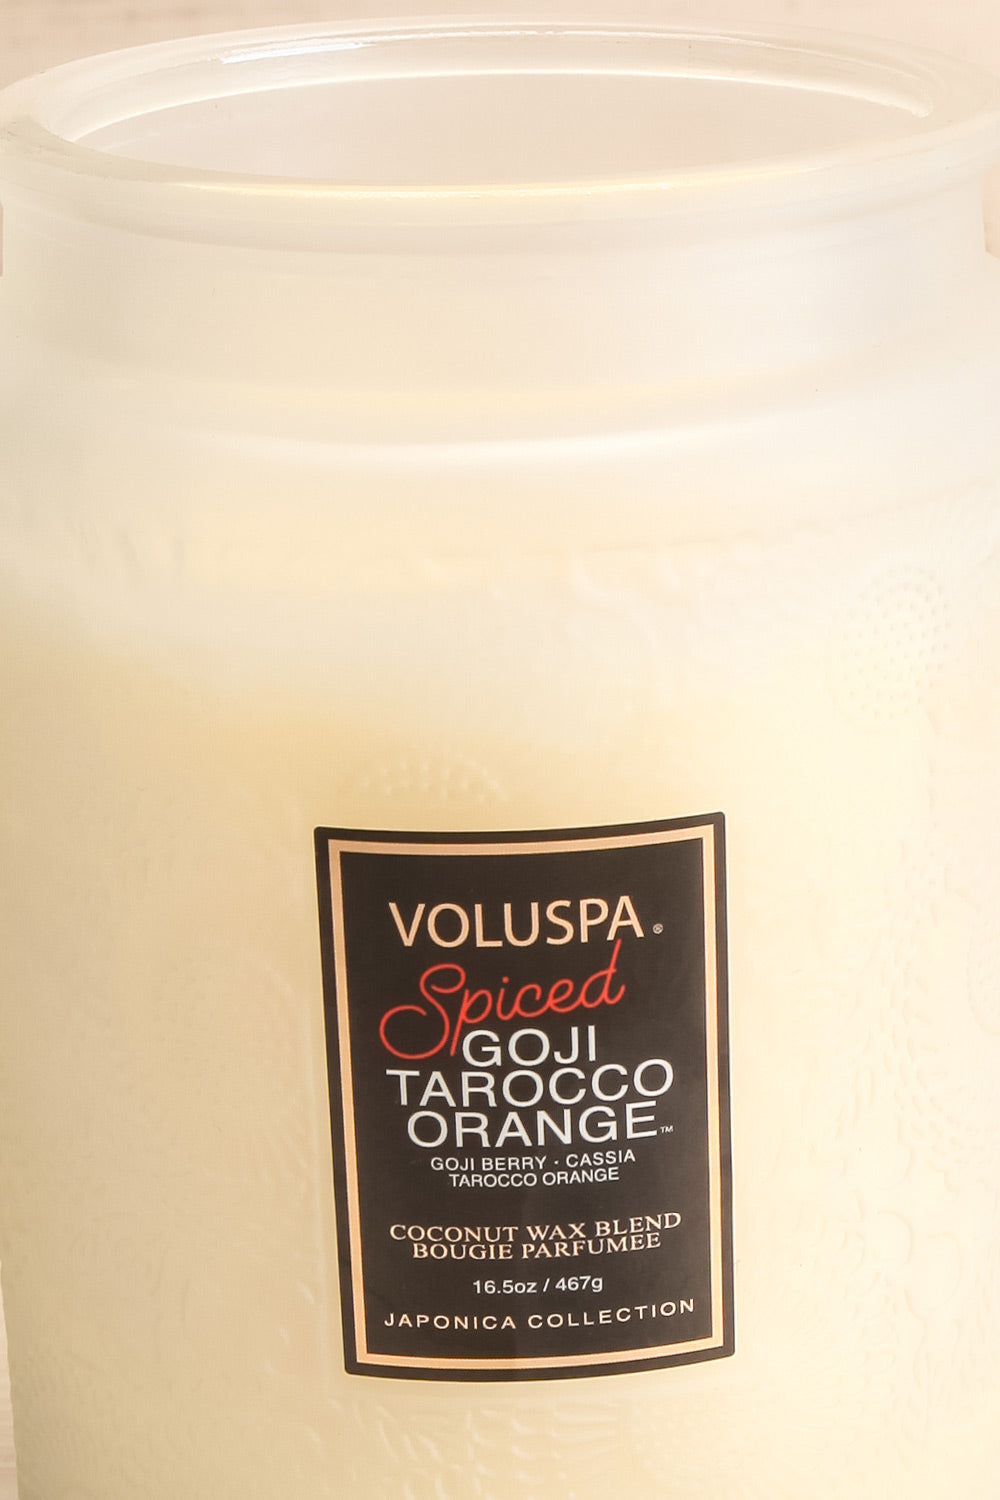 VOLUSPA®
Spiced
GOJI
TAROCCO
ORANGE™
GOJI BERRY · CASSIA
TAROCCO ORANGE
COCONUT WAX BLEND
BOUGIE PARFUMEE
16.5oz / 467g
JAPONICA COLLECTION